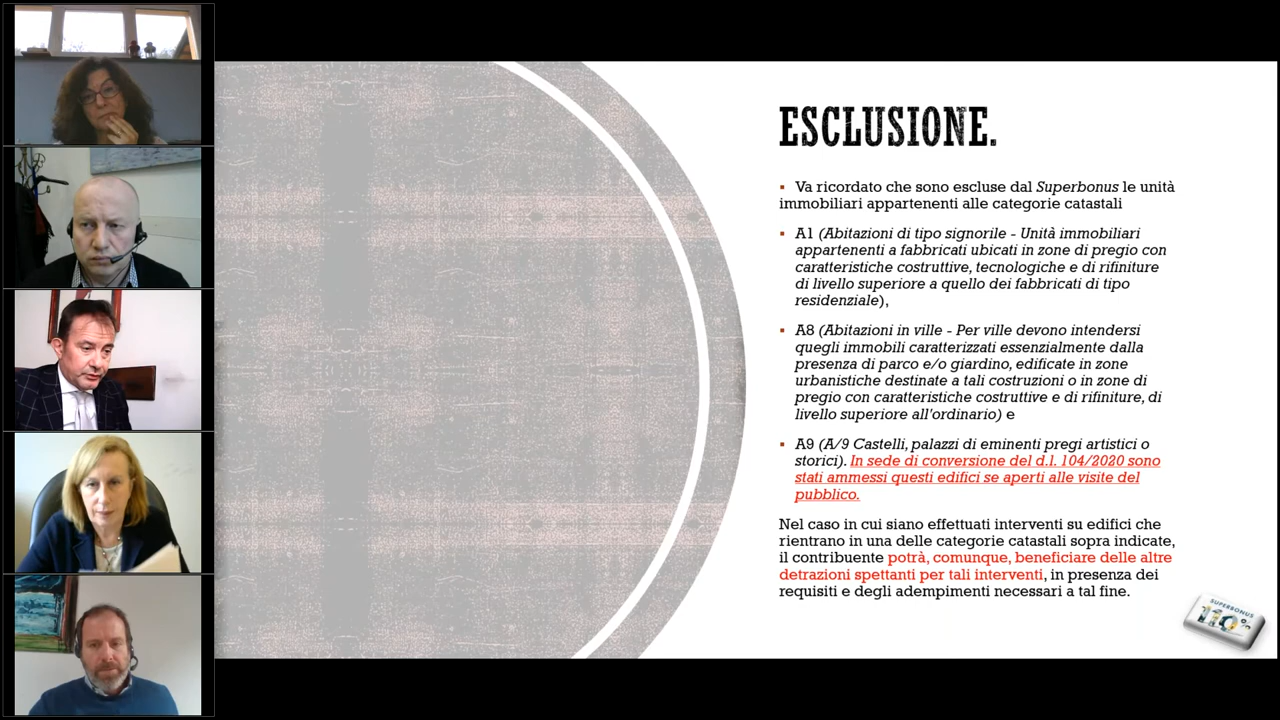 ESCLUSIONE.
▪ Va ricordato che sono escluse dal Superbonus le unità
immobiliari appartenenti alle categorie catastali
▪ A1 (Abitazioni di tipo signorile - Unità immobiliari
appartenenti a fabbricati ubicati in zone di pregio con
caratteristiche costruttive, tecnologiche e di rifiniture
di livello superiore a quello dei fabbricati di tipo
residenziale),
▪ A8 (Abitazioni in ville - Per ville devono intendersi
quegli immobili caratterizzati essenzialmente dalla
presenza di parco e/o giardino, edificate in zone
urbanistiche destinate a tali costruzioni o in zone di
pregio con caratteristiche costruttive e di rifiniture, di
livello superiore all'ordinario) e
▪ A9 (A/9 Castelli, palazzi di eminenti pregi artistici o
storici). In sede di conversione del d.l. 104/2020 sono
stati ammessi questi edifici se aperti alle visite del
pubblico.
Nel caso in cui siano effettuati interventi su edifici che
rientrano in una delle categorie catastali sopra indicate,
il contribuente potrà, comunque, beneficiare delle altre
detrazioni spettanti per tali interventi, in presenza dei
requisiti e degli adempimenti necessari a tal fine.
SUPERBONUS
110%